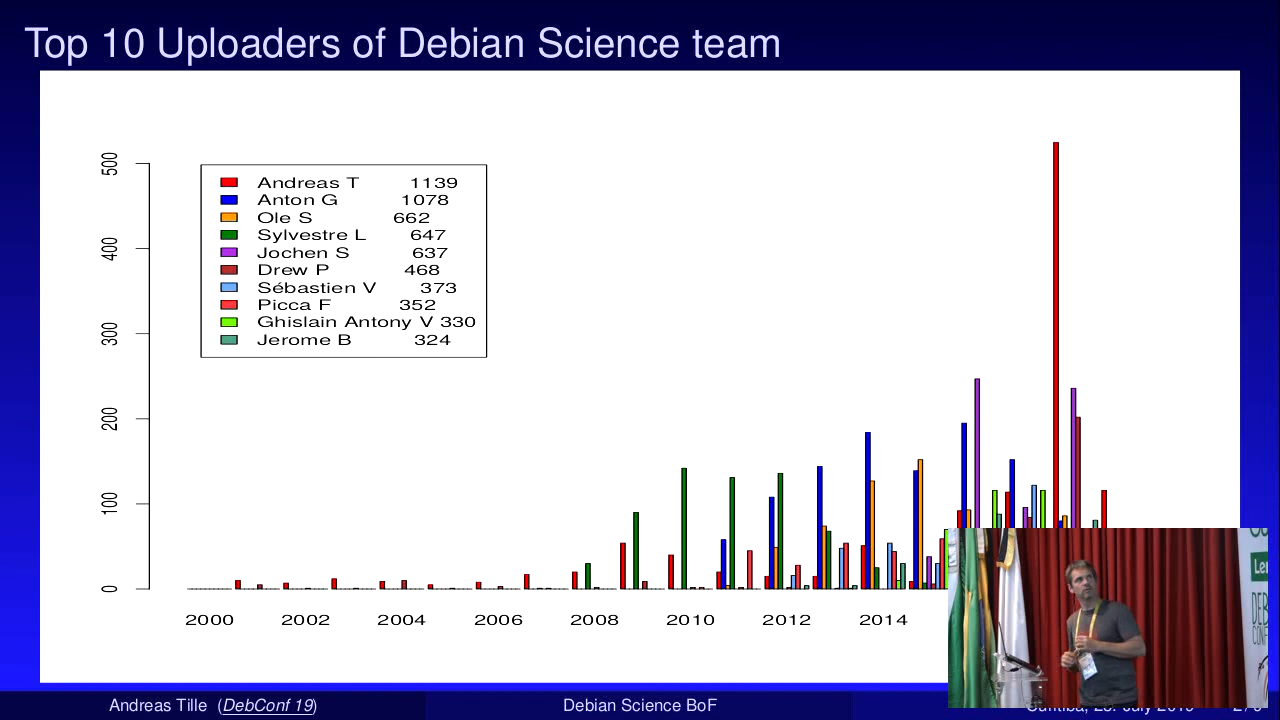 Top 10 Uploaders of Debian Science team
500
400
300
200
100
0
Andreas T 1139
Anton G 1078
Ole S 662
Sylvestre L 647
Jochen S 637
Drew P 468
Sébastien V 373
Picca F 352
Ghislain Antony V 330
Jerome B 324
2000 2002 2004 2006 2008 2010 2012 2014
Andreas Tille (DebConf 19) Debian Science BoF